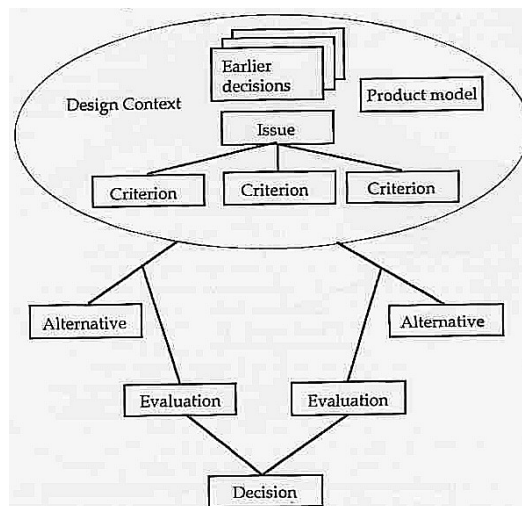 Earlier
decisions
Design Context
Product model
Issue
Criterion
Criterion
Criterion
Alternative
Alternative
Evaluation
Evaluation
Decision